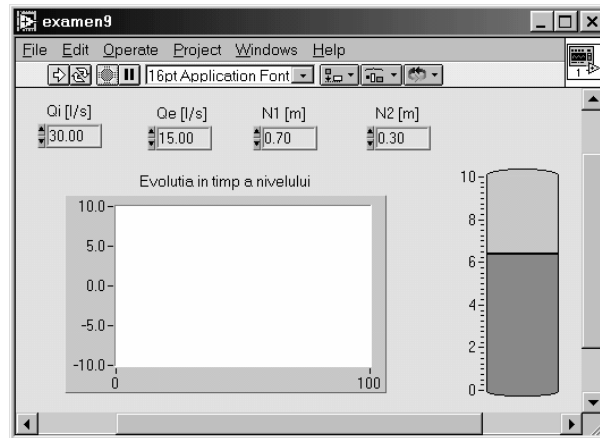 examen9
File Edit Operate Project Windows Help
16pt Application Font
1
Qi [l/s] Qe [l/s] N1 [m] N2 [m]
30.00 15.00 0.70 0.30
Evolutia in timp a nivelului
10.0
5.0
0.0
-5.0
-10.0
0 100
10
8
6
4
2
0